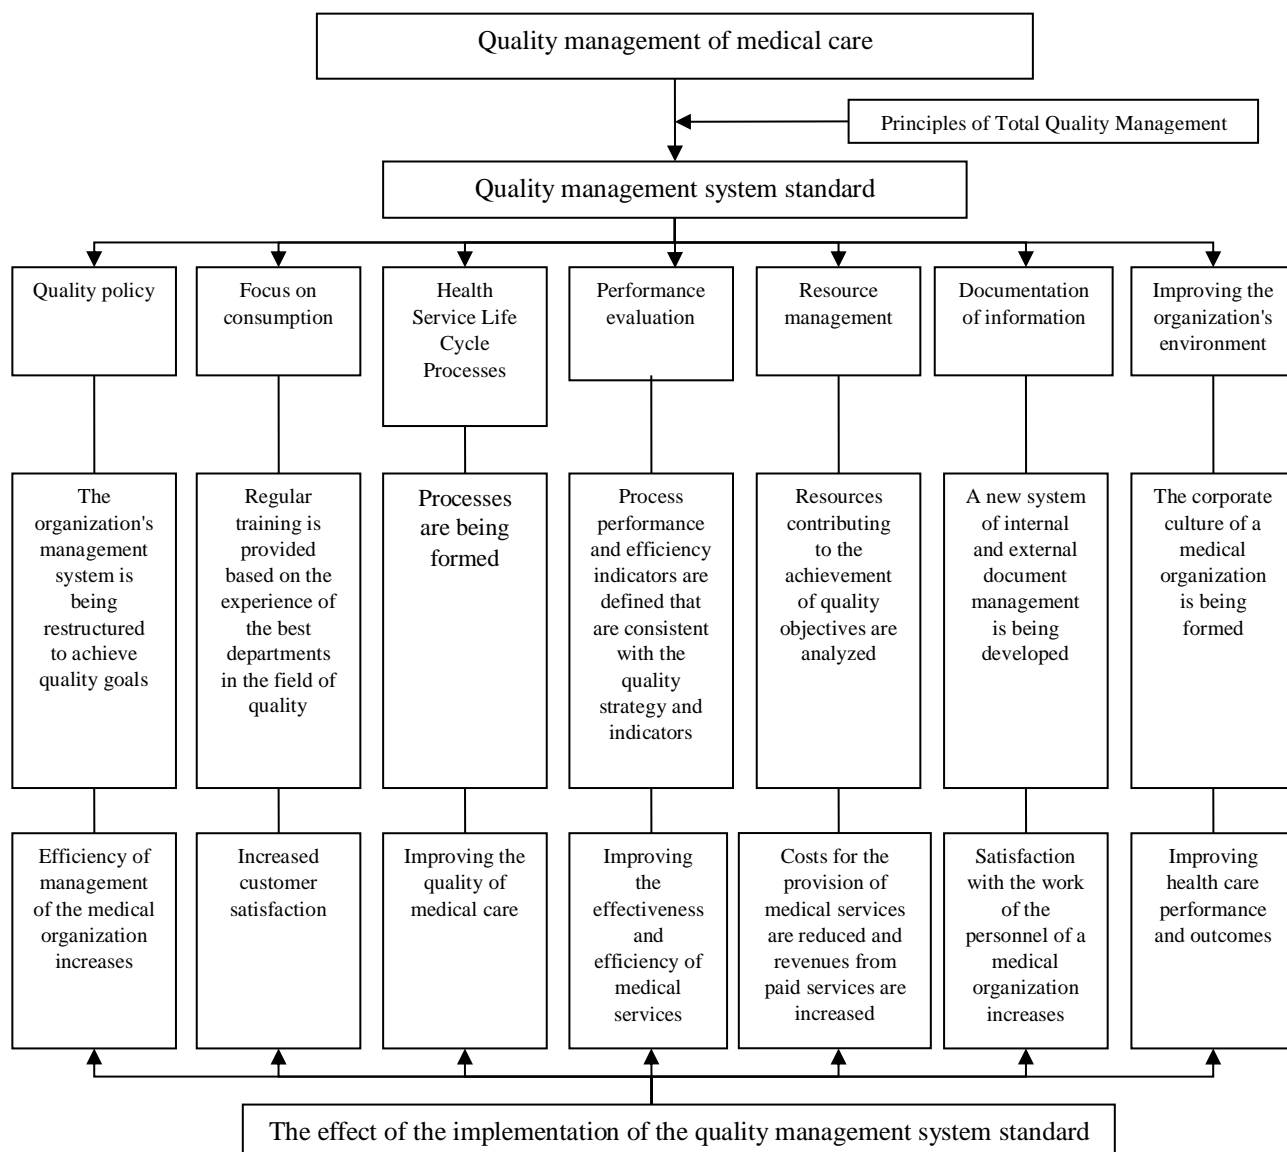 Quality management of medical care
Principles of Total Quality Management
Quality management system standard
Quality policy
Focus on
consumption
Health
Service Life
Cycle
Processes
Performance
evaluation
Resource
management
Documentation
of information
Improving the
organization's
environment
The
organization's
management
system is
being
restructured
to achieve
quality goals
Regular
training is
provided
based on the
experience of
the best
departments
in the field of
quality
Processes
are being
formed
Process
performance
and efficiency
indicators are
defined that
are consistent
with the
quality
strategy and
indicators
Resources
contributing
to the
achievement
of quality
objectives are
analyzed
A new system
of internal
and external
document
management
is being
developed
The corporate
culture of a
medical
organization
is being
formed
Efficiency of
management
of the medical
organization
increases
Increased
customer
satisfaction
Improving the
quality of
medical care
Improving
the
effectiveness
and
efficiency of
medical
services
Costs for the
provision of
medical services
are reduced and
revenues from
paid services are
increased
Satisfaction
with the work
of the
personnel of a
medical
organization
increases
Improving
health care
performance
and outcomes
The effect of the implementation of the quality management system standard